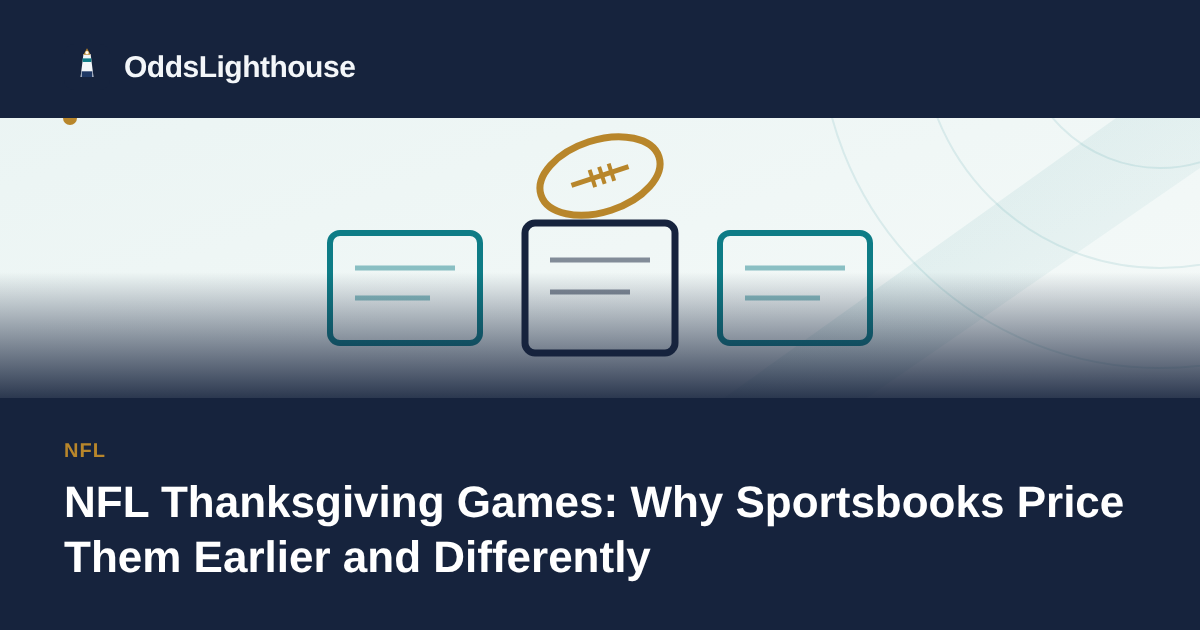 OddsLighthouse
NFL
NFL Thanksgiving Games: Why Sportsbooks Price
Them Earlier and Differently